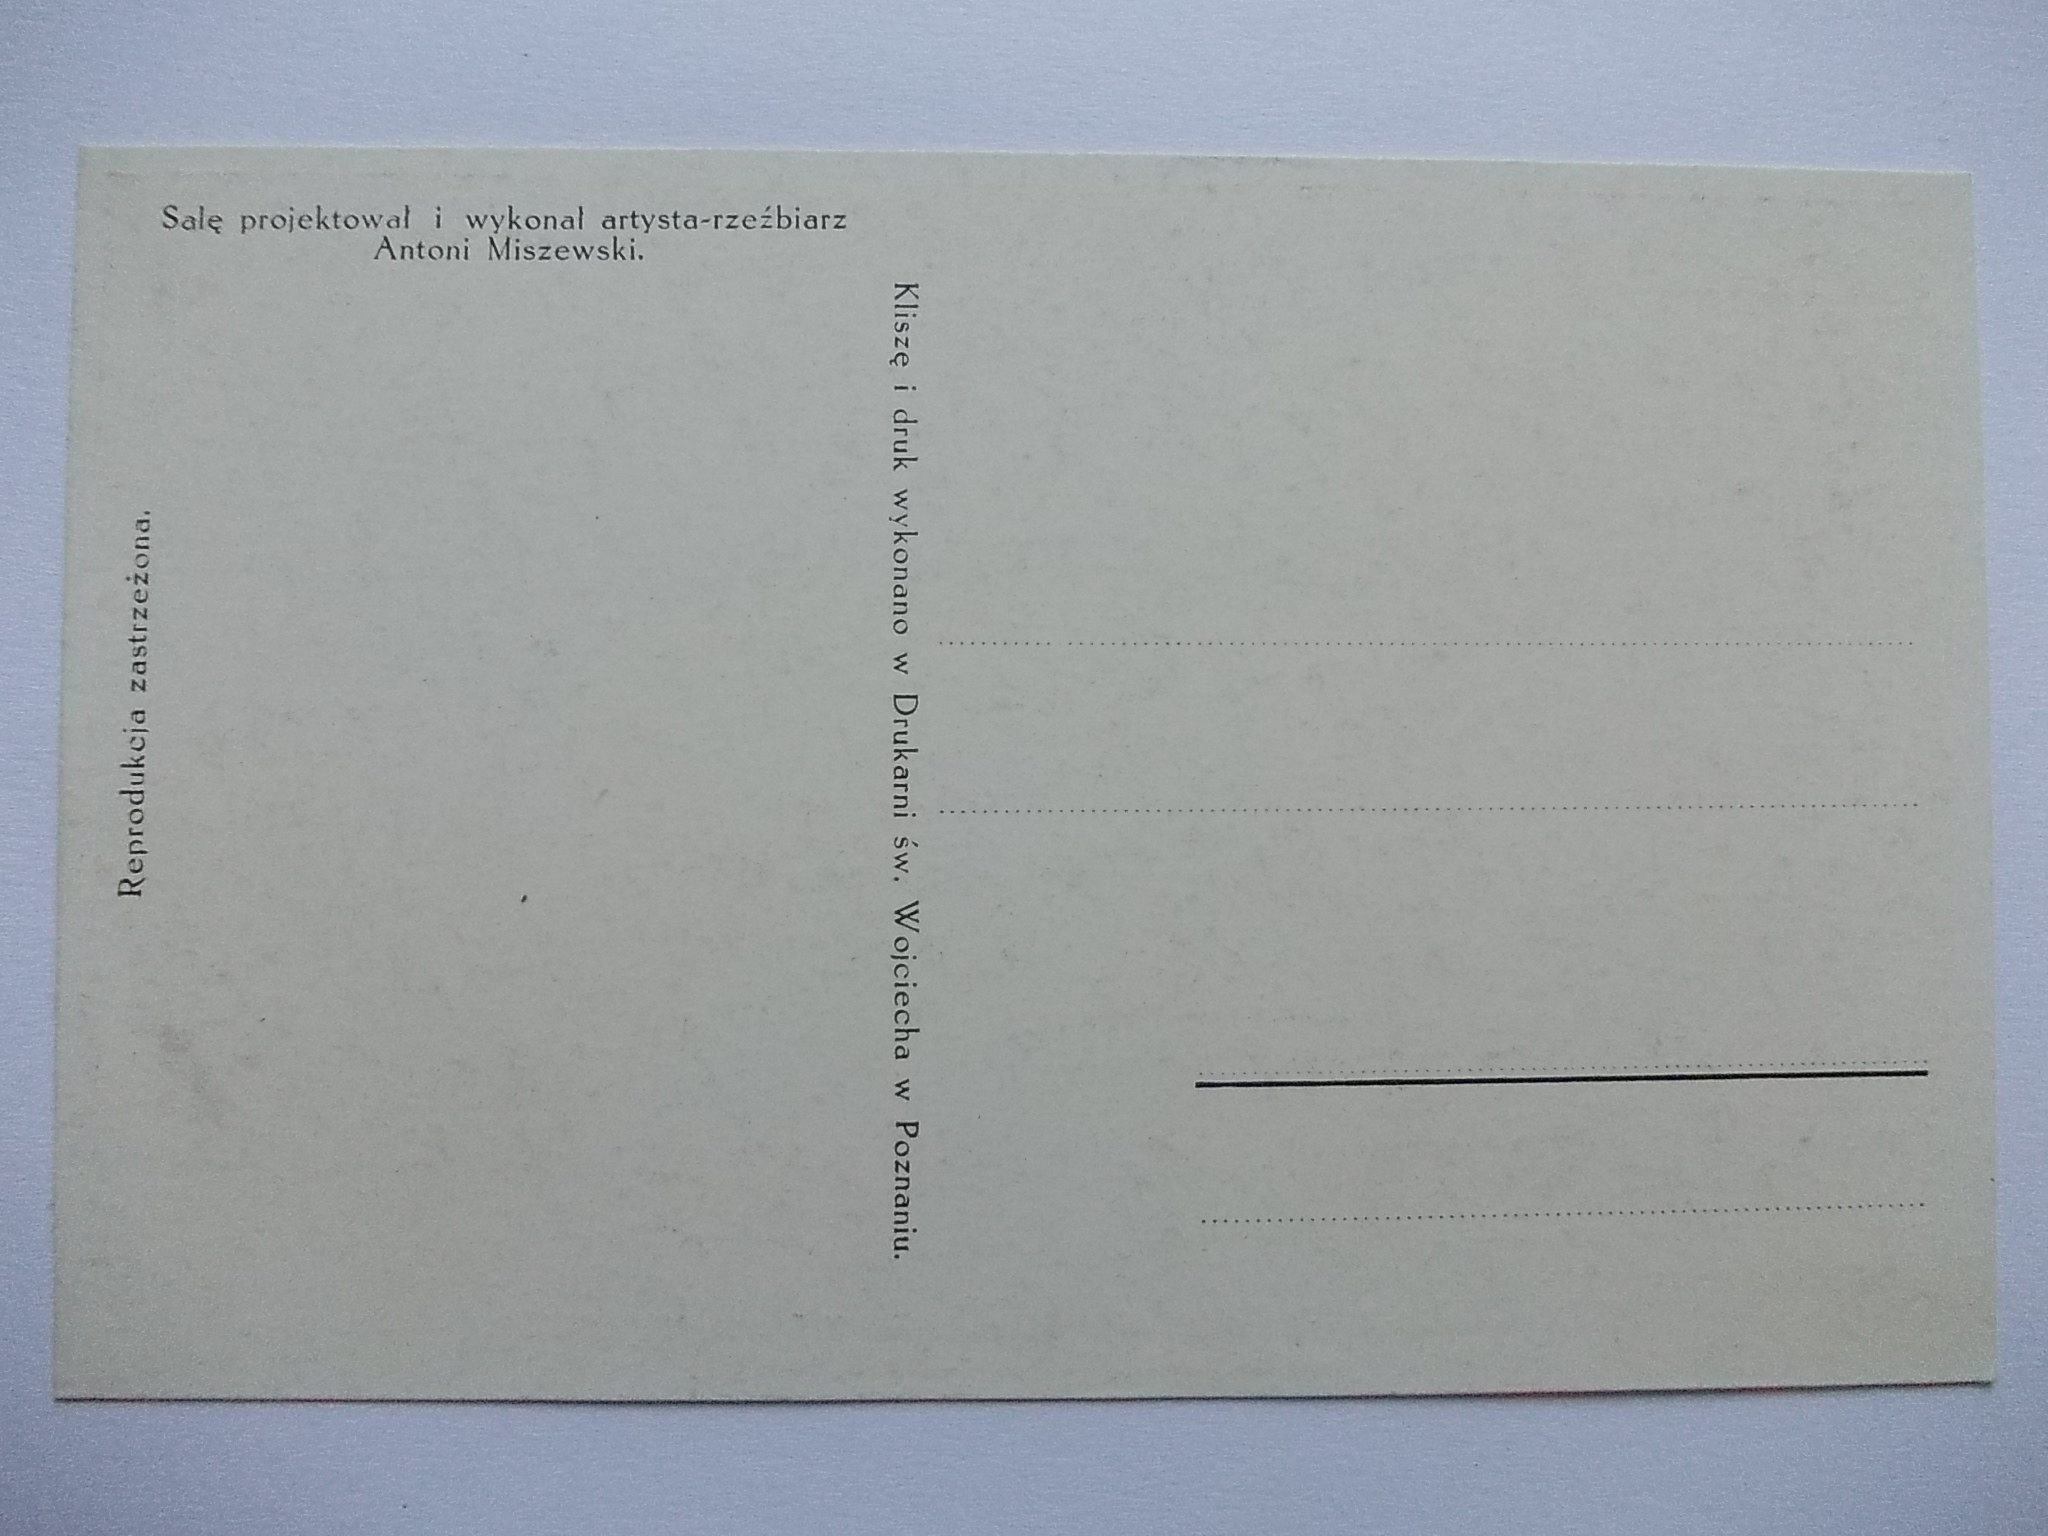 Salę projektował i wykonał artysta-rzeźbiarz
Antoni Miszewski.
Reprodukcja zastrzeżona.
Kliszę i druk wykonano w Drukarni św. Wojciecha w Poznaniu.